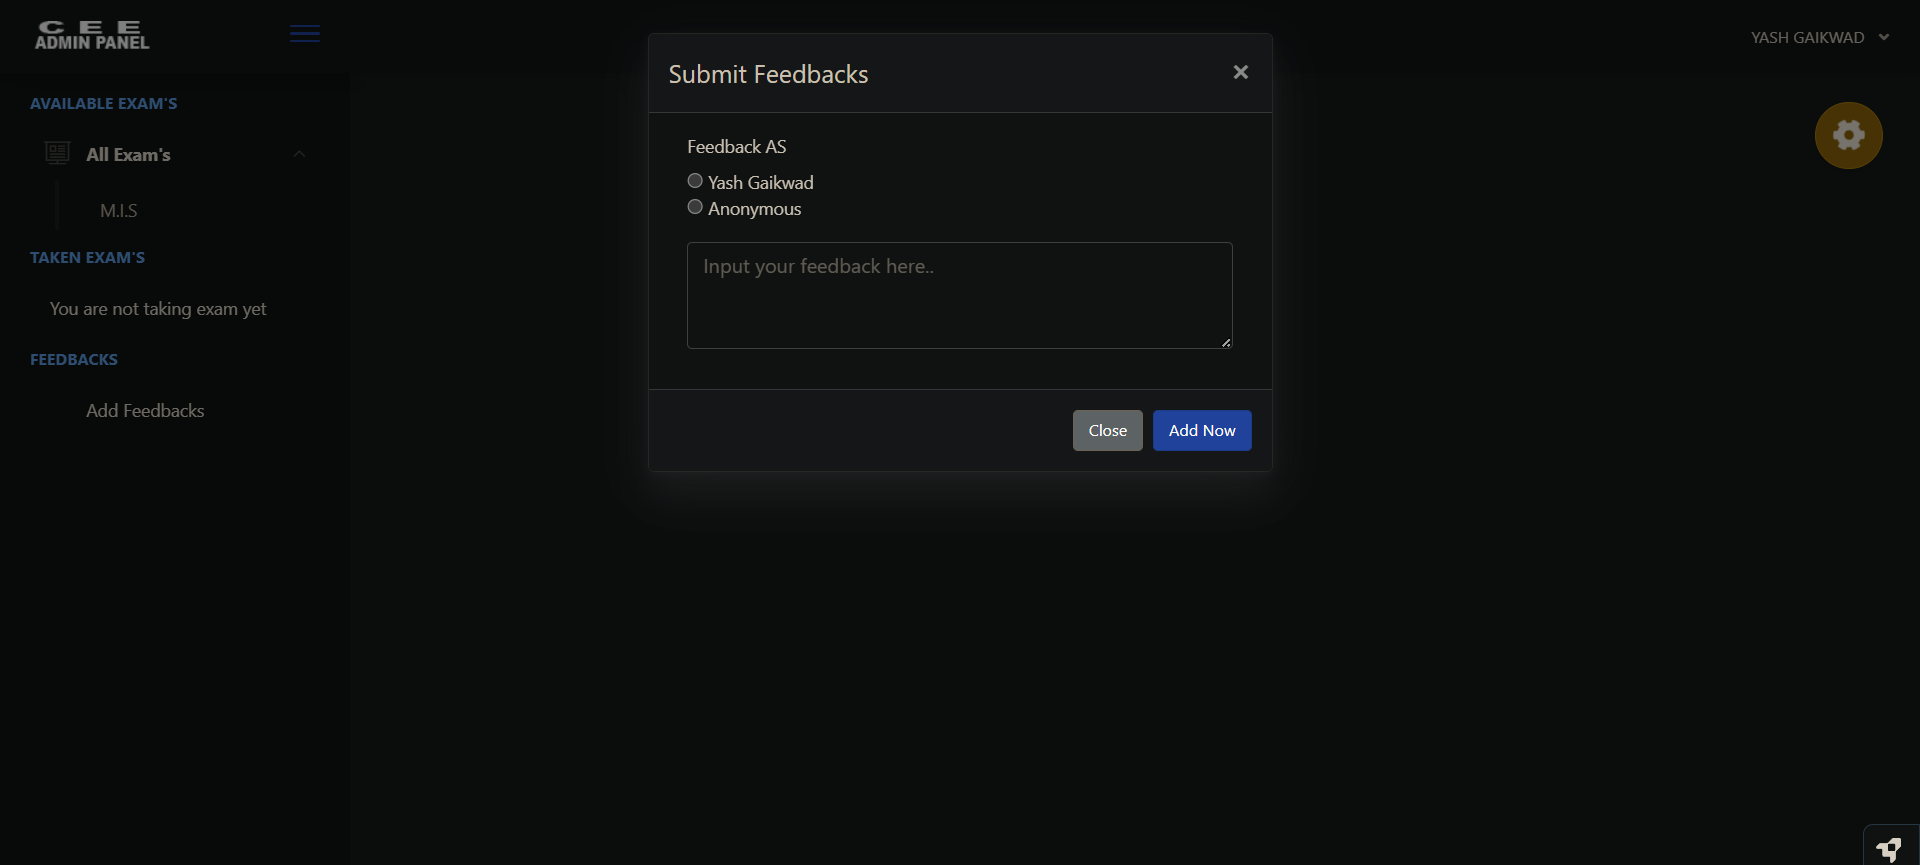 CEE
ADMIN PANEL
YASH GAIKWAD
AVAILABLE EXAM'S
All Exam's
M.I.S
TAKEN EXAM'S
You are not taking exam yet
FEEDBACKS
Add Feedbacks
Submit Feedbacks
×
Feedback AS
Yash Gaikwad
Anonymous
Input your feedback here..
Close
Add Now